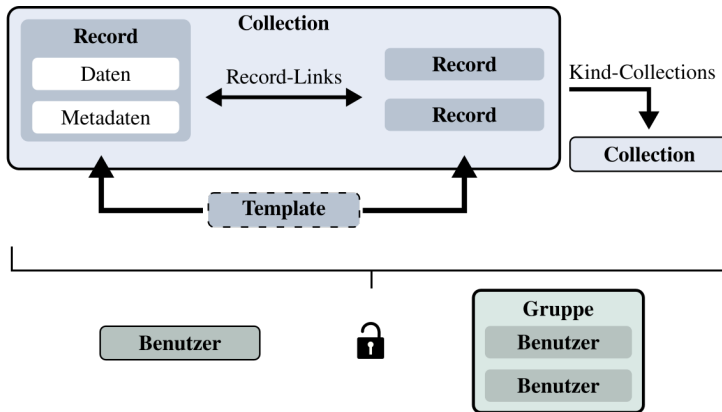 Collection
Record
Daten
Metadaten
Record-Links
Record
Record
Kind-Collections
Collection
Template
Benutzer
Gruppe
Benutzer
Benutzer